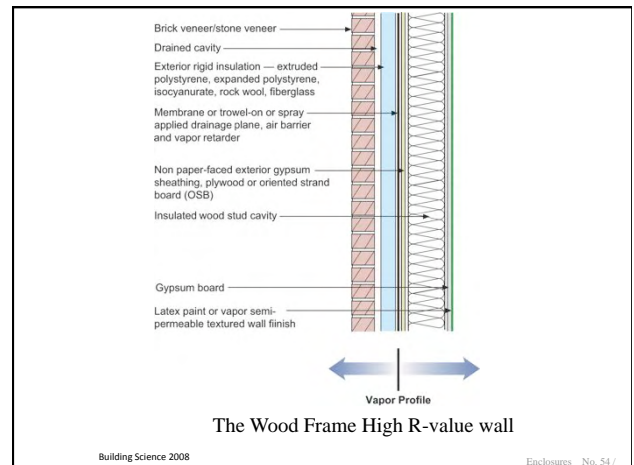 Brick veneer/stone veneer
Drained cavity
Exterior rigid insulation — extruded
polystyrene, expanded polystyrene,
isocyanurate, rock wool, fiberglass
Membrane or trowel-on or spray
applied drainage plane, air barrier
and vapor retarder
Non paper-faced exterior gypsum
sheathing, plywood or oriented strand
board (OSB)
Insulated wood stud cavity
Gypsum board
Latex paint or vapor semi-
permeable textured wall fiinish
Vapor Profile
The Wood Frame High R-value wall
Building Science 2008
Enclosures No. 54 /